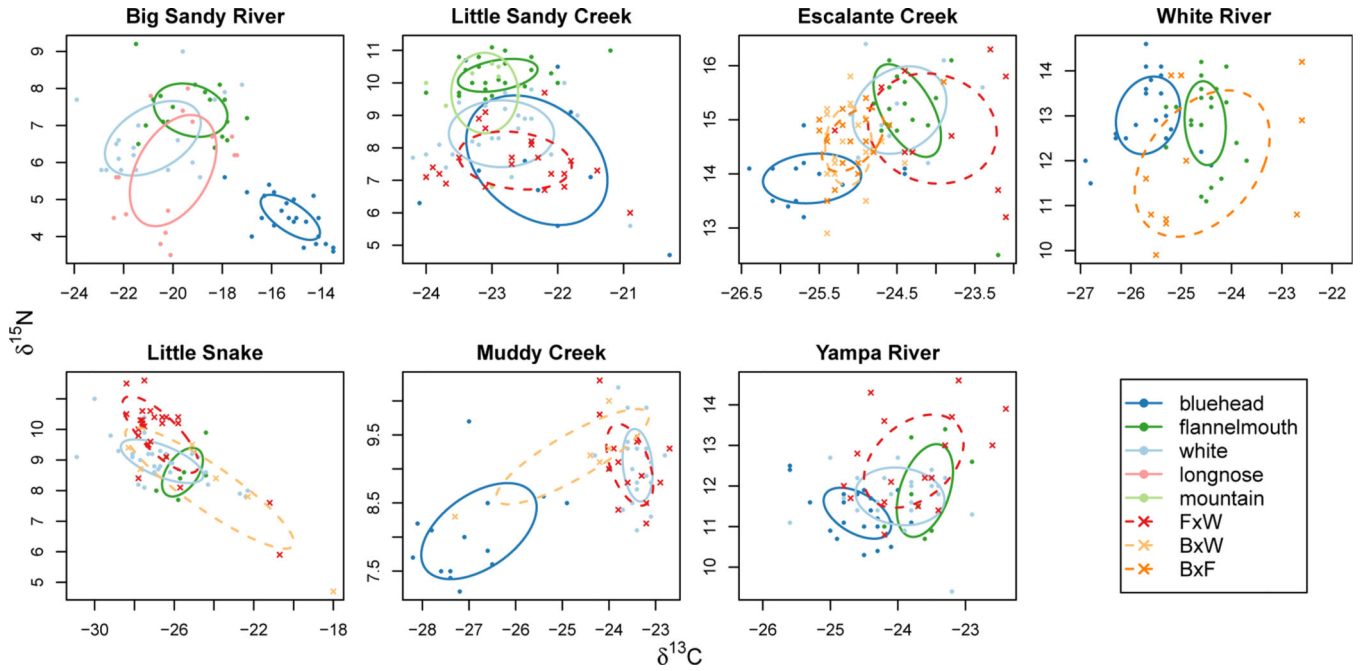 Big Sandy River
Little Sandy Creek
Escalante Creek
White River
9
8
7
6
5
4
−24 −22 −20 −18 −16 −14
11
10
9
8
7
6
5
−24 −23 −22 −21
16
15
14
13
−26.5 −25.5 −24.5 −23.5
14
13
12
11
10
−27 −26 −25 −24 −23 −22
δ15N
Little Snake
Muddy Creek
Yampa River
10
9
8
7
6
5
−30 −28 −26 −24 −22 −20 −18
9.5
8.5
7.5
−28 −27 −26 −25 −24 −23
14
13
12
11
10
−26 −25 −24 −23
bluehead
flannelmouth
white
longnose
mountain
FxW
BxW
BxF
δ13C